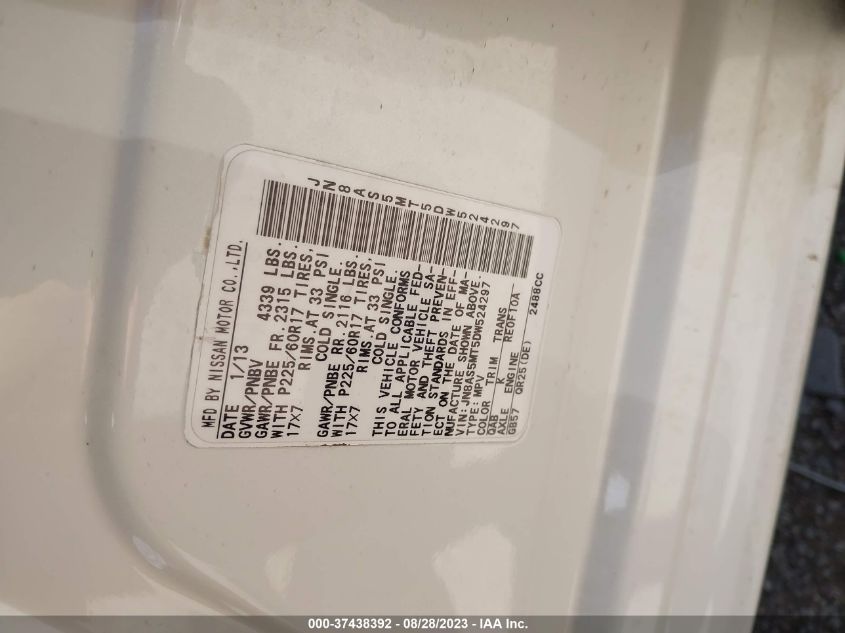 MFD BY NISSAN MOTOR CO.,LTD.
DATE 1/13
GVWR/PNBV 4339 LBS.
GAWR/PNBE FR. 2315 LBS.
WITH P225/60R17 TIRES,
17X7 RIMS, AT 33 PSI
COLD SINGLE.
GAWR/PNBE RR. 2116 LBS.
WITH P225/60R17 TIRES,
17X7 RIMS, AT 33 PSI
COLD SINGLE.
THIS VEHICLE CONFORMS
TO ALL APPLICABLE FED-
ERAL MOTOR VEHICLE SA-
FETY AND THEFT PREVEN-
TION STANDARDS IN EFF-
ECT ON THE DATE OF MA-
NUFACTURE SHOWN ABOVE.
VIN:JN8AS5MT5DW524297
TYPE:MPV
COLOR TRIM TRANS
QAB K RE0F10A
AXLE ENGINE
GB57 QR25(DE) 2488CC
JN8AS5MT5DW524297
000-37438392 - 08/28/2023 - IAA Inc.